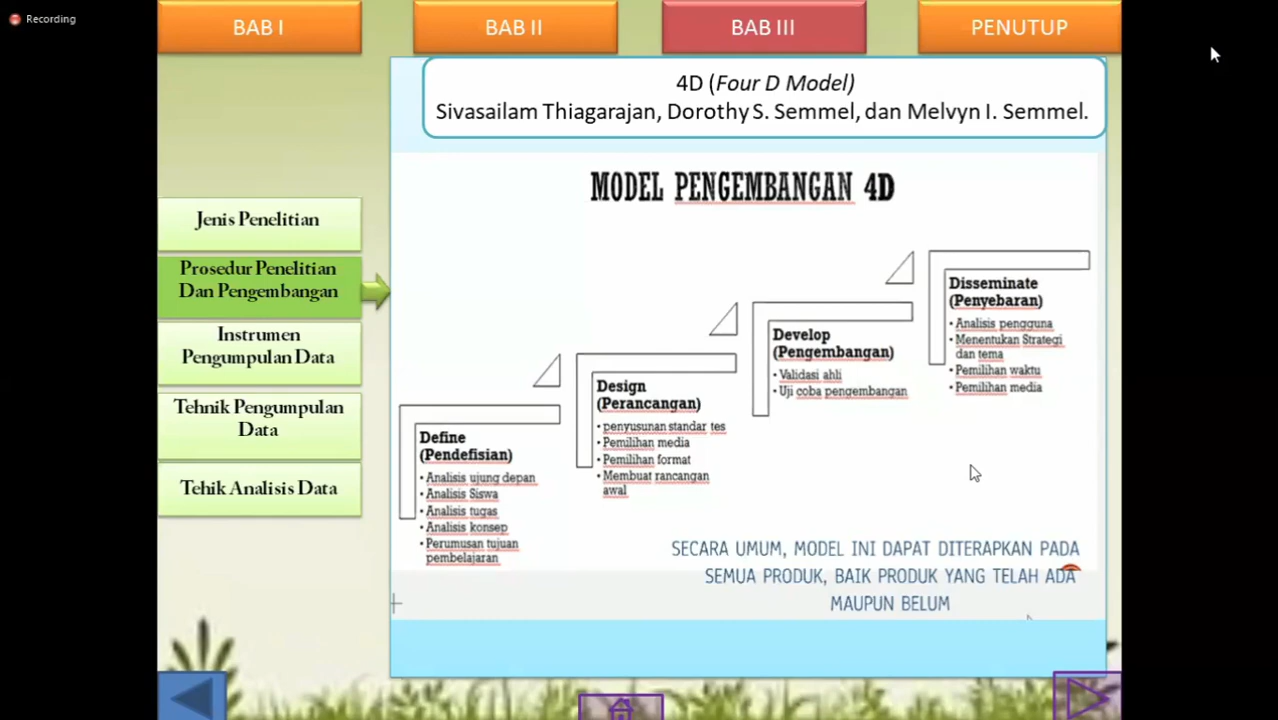 Recording
BAB I
BAB II
BAB III
PENUTUP
4D (Four D Model)
Sivasailam Thiagarajan, Dorothy S. Semmel, dan Melvyn I. Semmel.
Jenis Penelitian
Prosedur Penelitian
Dan Pengembangan
Instrumen
Pengumpulan Data
Tehnik Pengumpulan
Data
Tehik Analisis Data
MODEL PENGEMBANGAN 4D
Define
(Pendefisian)
• Analisis ujung depan
• Analisis Siswa
• Analisis tugas
• Analisis konsep
• Perumusan tujuan
pembelajaran
Design
(Perancangan)
• penyusunan standar tes
• Pemilihan media
• Pemilihan format
• Membuat rancangan
awal
Develop
(Pengembangan)
• Validasi ahli
• Uji coba pengembangan
Disseminate
(Penyebaran)
• Analisis pengguna
• Menentukan Strategi
dan tema
• Pemilihan waktu
• Pemilihan media
SECARA UMUM, MODEL INI DAPAT DITERAPKAN PADA
SEMUA PRODUK, BAIK PRODUK YANG TELAH ADA
MAUPUN BELUM